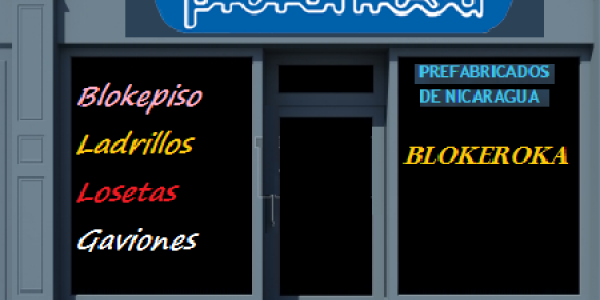 Blokepiso
Ladrillos
Losetas
Gaviones
PREFABRICADOS
DE NICARAGUA
BLOKEROKA